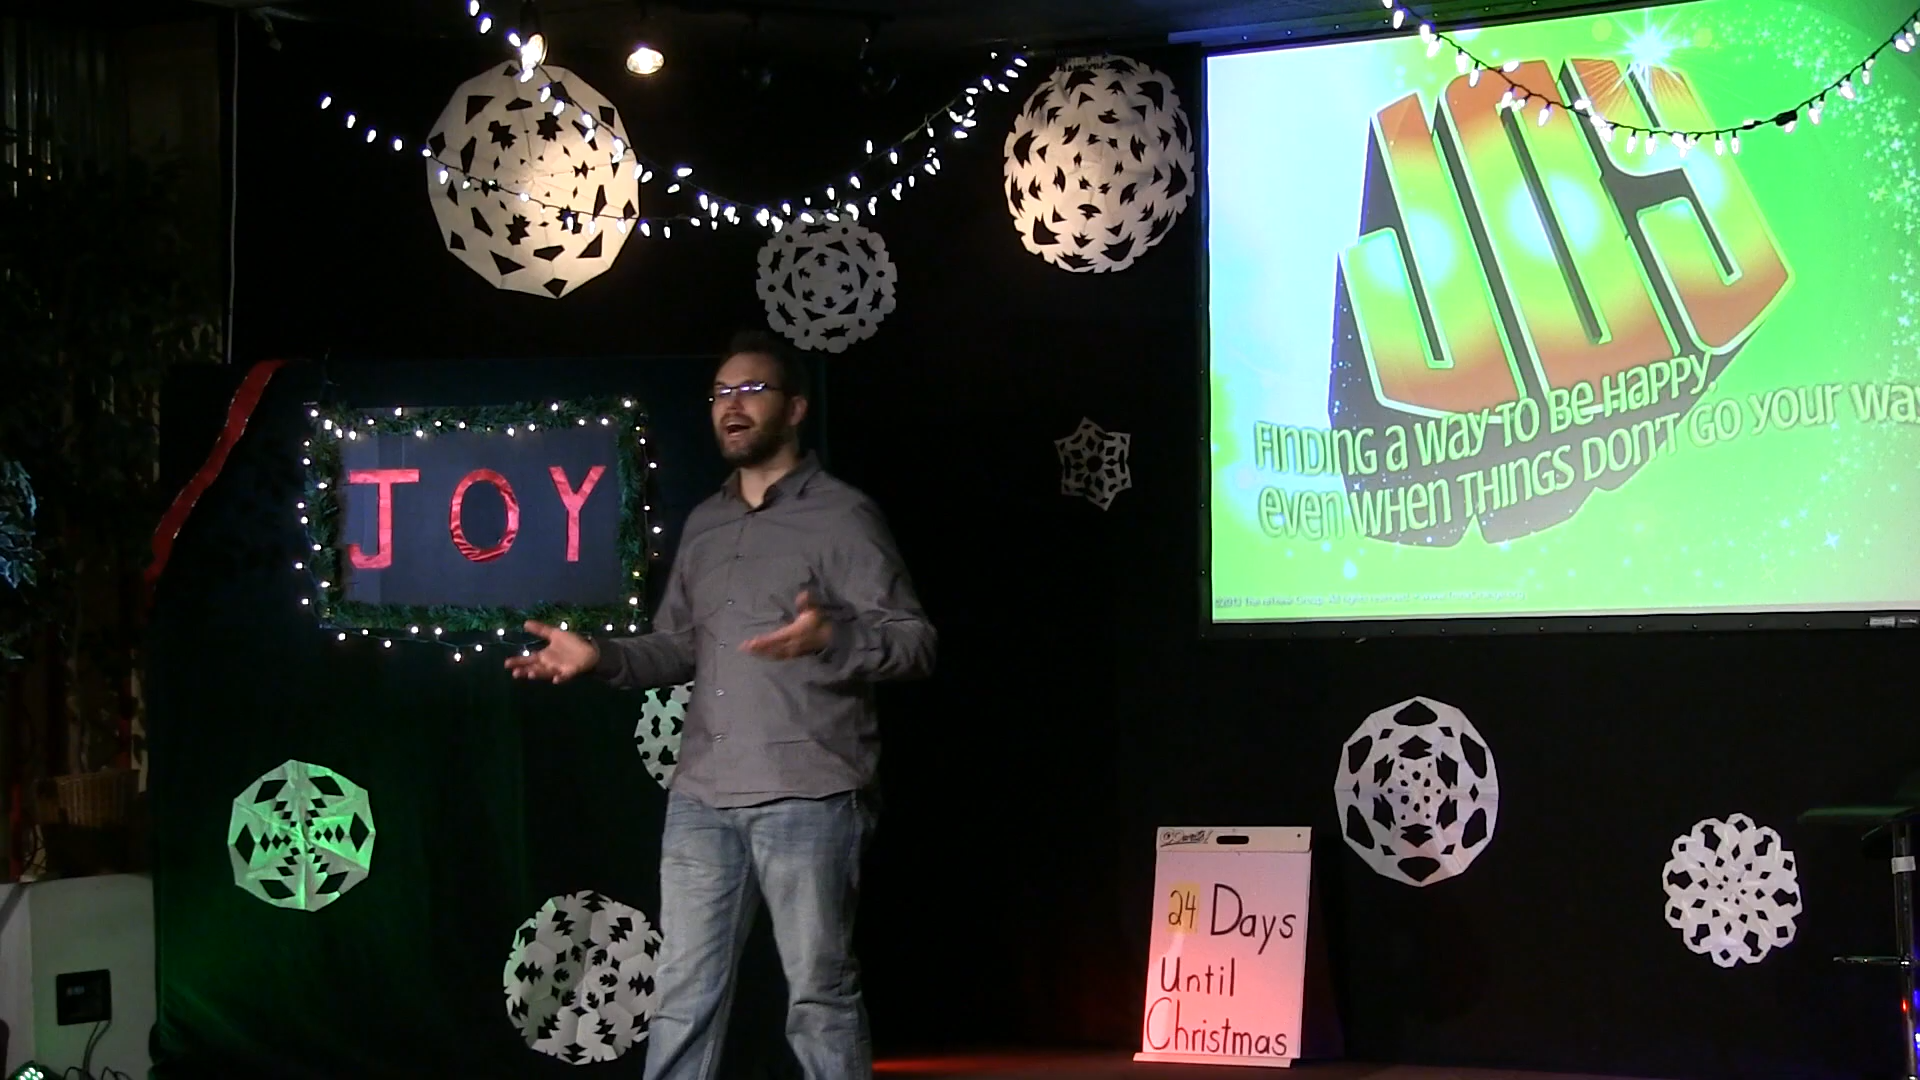 JOY
JOY
FINDING a WAY TO Be HAPPY,
even WHen THINGS DON'T GO YOUR Way
24 Days
Until
Christmas